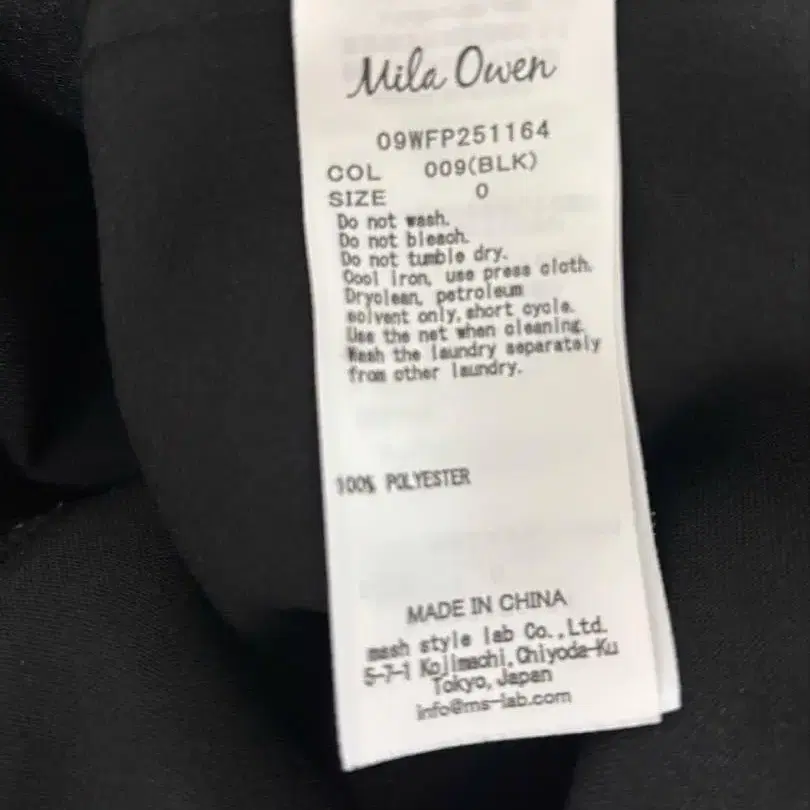 Mila Owen
09WFP251164
COL 009(BLK)
SIZE 0
Do not wash.
Do not bleach.
Do not tumble dry.
Cool iron, use press cloth.
Dryclean, petroleum
solvent only, short cycle.
Use the net when cleaning.
Wash the laundry separately
from other laundry.
100% POLYESTER
MADE IN CHINA
mash style lab Co., Ltd.
5-7-1 Kojimachi, Chiyoda-Ku
Tokyo, Japan
info@ms-lab.com